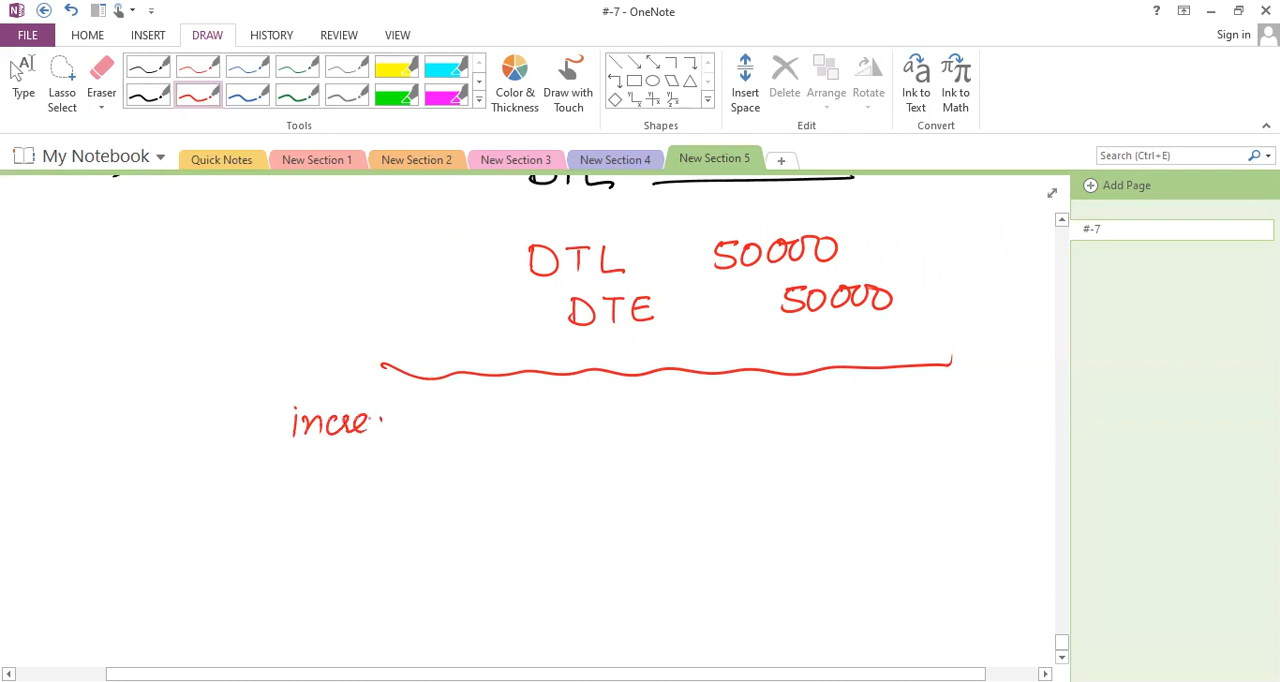 #-7 - OneNote
Sign in
FILE HOME INSERT DRAW HISTORY REVIEW VIEW
Type
Lasso Select
Eraser
Color & Thickness
Draw with Touch
Insert Space
Delete
Arrange
Rotate
Ink to Text
Ink to Math
Tools
Shapes
Edit
Convert
My Notebook
Quick Notes
New Section 1
New Section 2
New Section 3
New Section 4
New Section 5
Search (Ctrl+E)
Add Page
#-7
DTL
DTL 50000
DTE 50000
incre